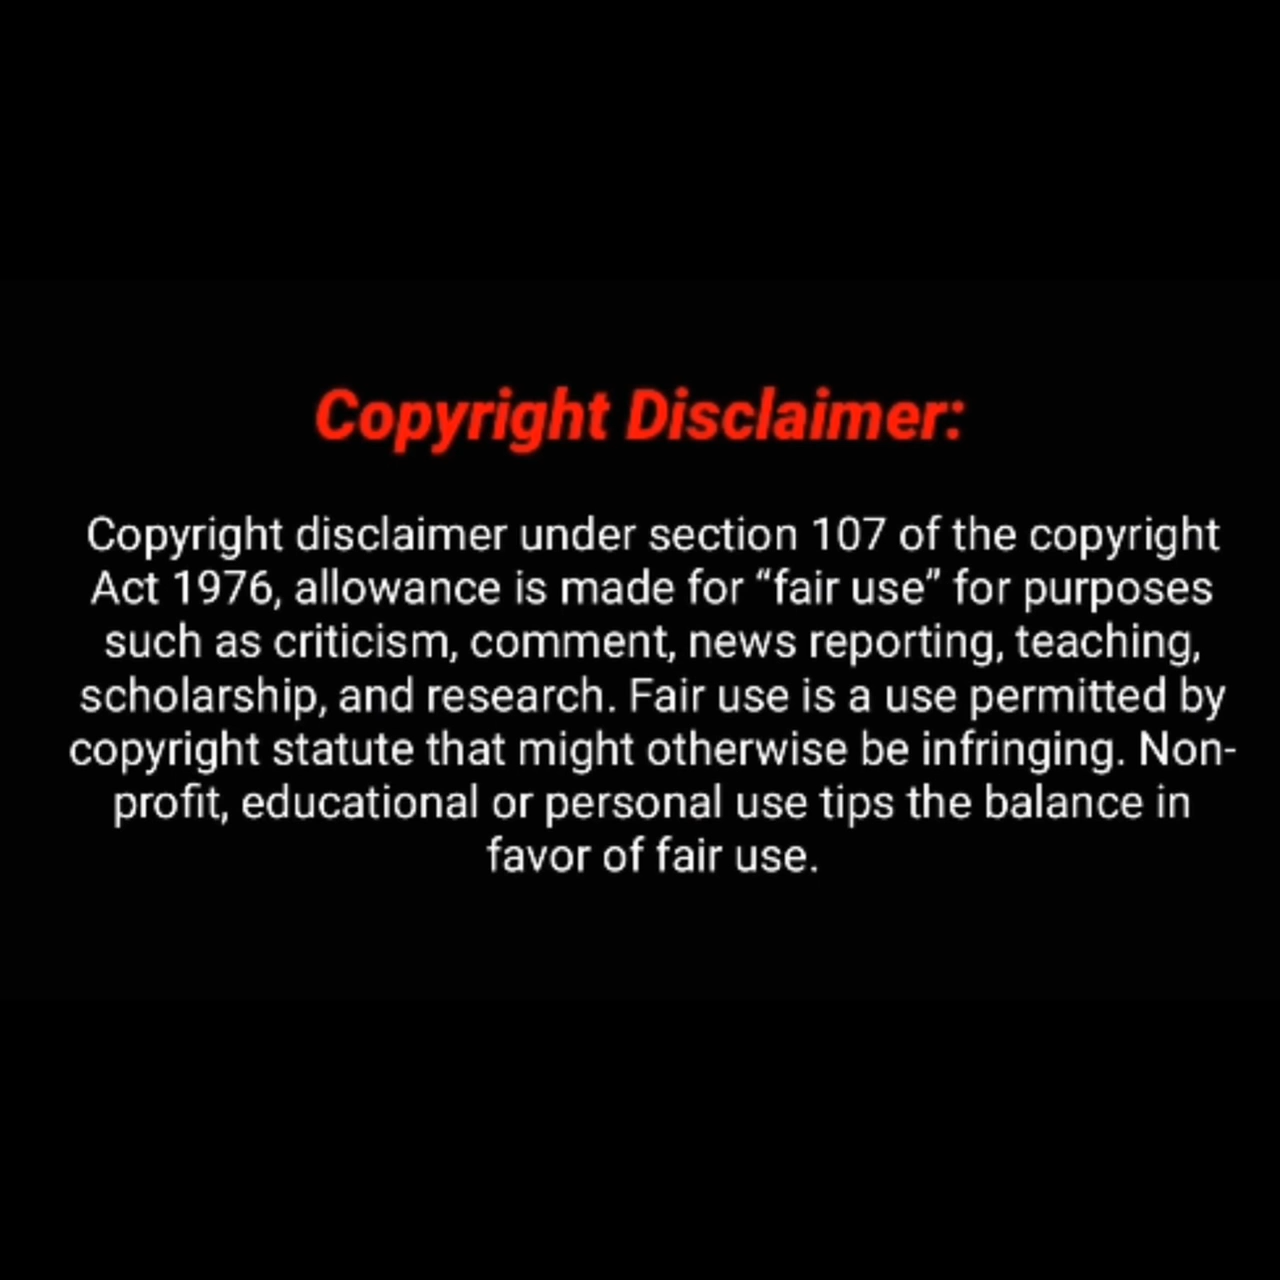 Copyright Disclaimer:
Copyright disclaimer under section 107 of the copyright
Act 1976, allowance is made for “fair use” for purposes
such as criticism, comment, news reporting, teaching,
scholarship, and research. Fair use is a use permitted by
copyright statute that might otherwise be infringing. Non-
profit, educational or personal use tips the balance in
favor of fair use.